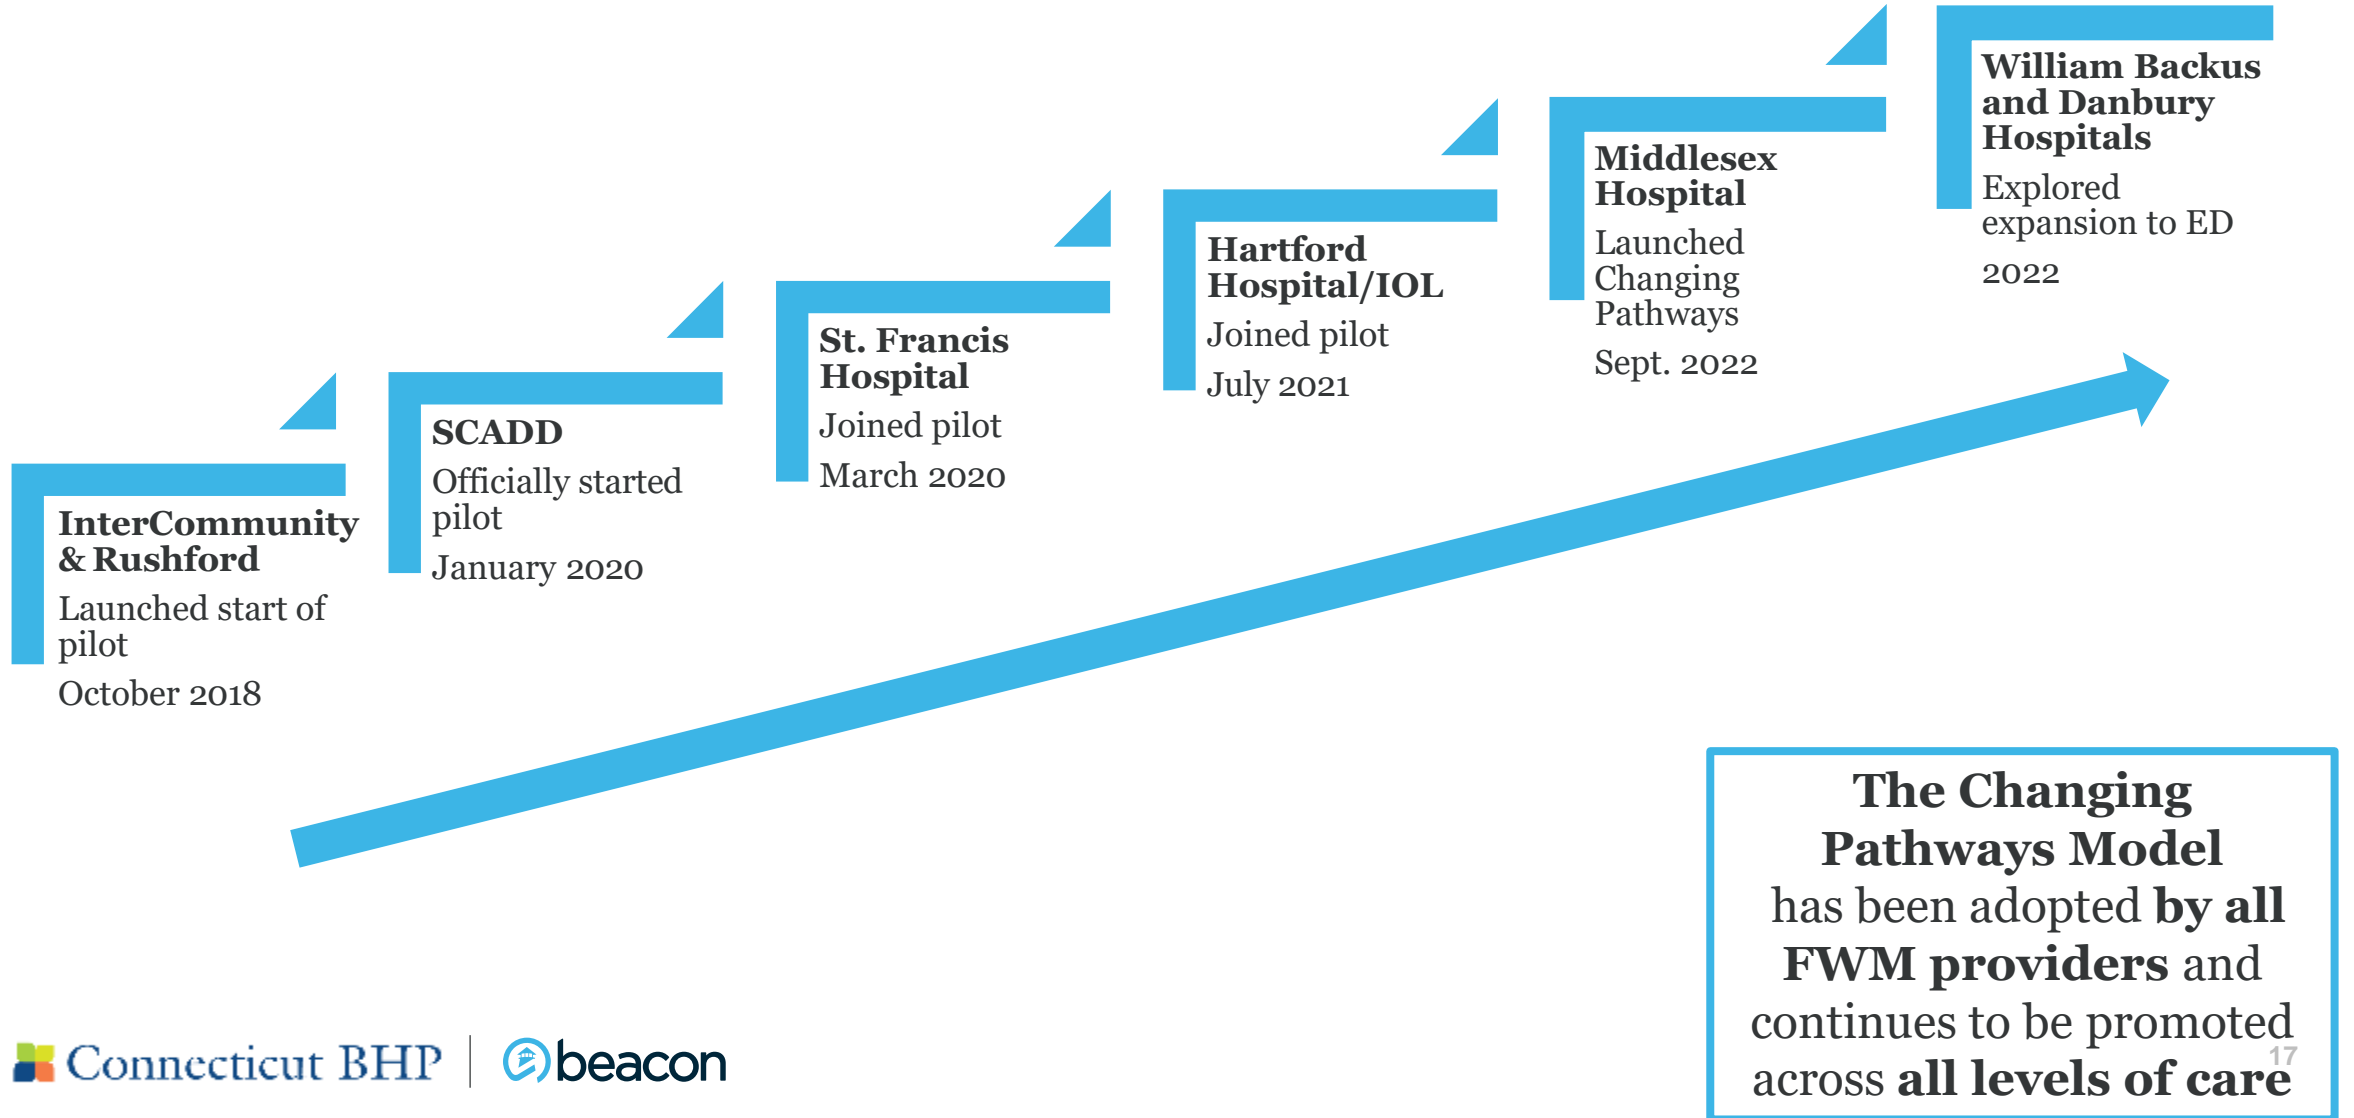 InterCommunity
& Rushford
Launched start of
pilot
October 2018
SCADD
Officially started
pilot
January 2020
St. Francis
Hospital
Joined pilot
March 2020
Hartford
Hospital/IOL
Joined pilot
July 2021
Middlesex
Hospital
Launched
Changing
Pathways
Sept. 2022
William Backus
and Danbury
Hospitals
Explored
expansion to ED
2022
The Changing
Pathways Model
has been adopted by all
FWM providers and
continues to be promoted
across all levels of care
17
Connecticut BHP
beacon